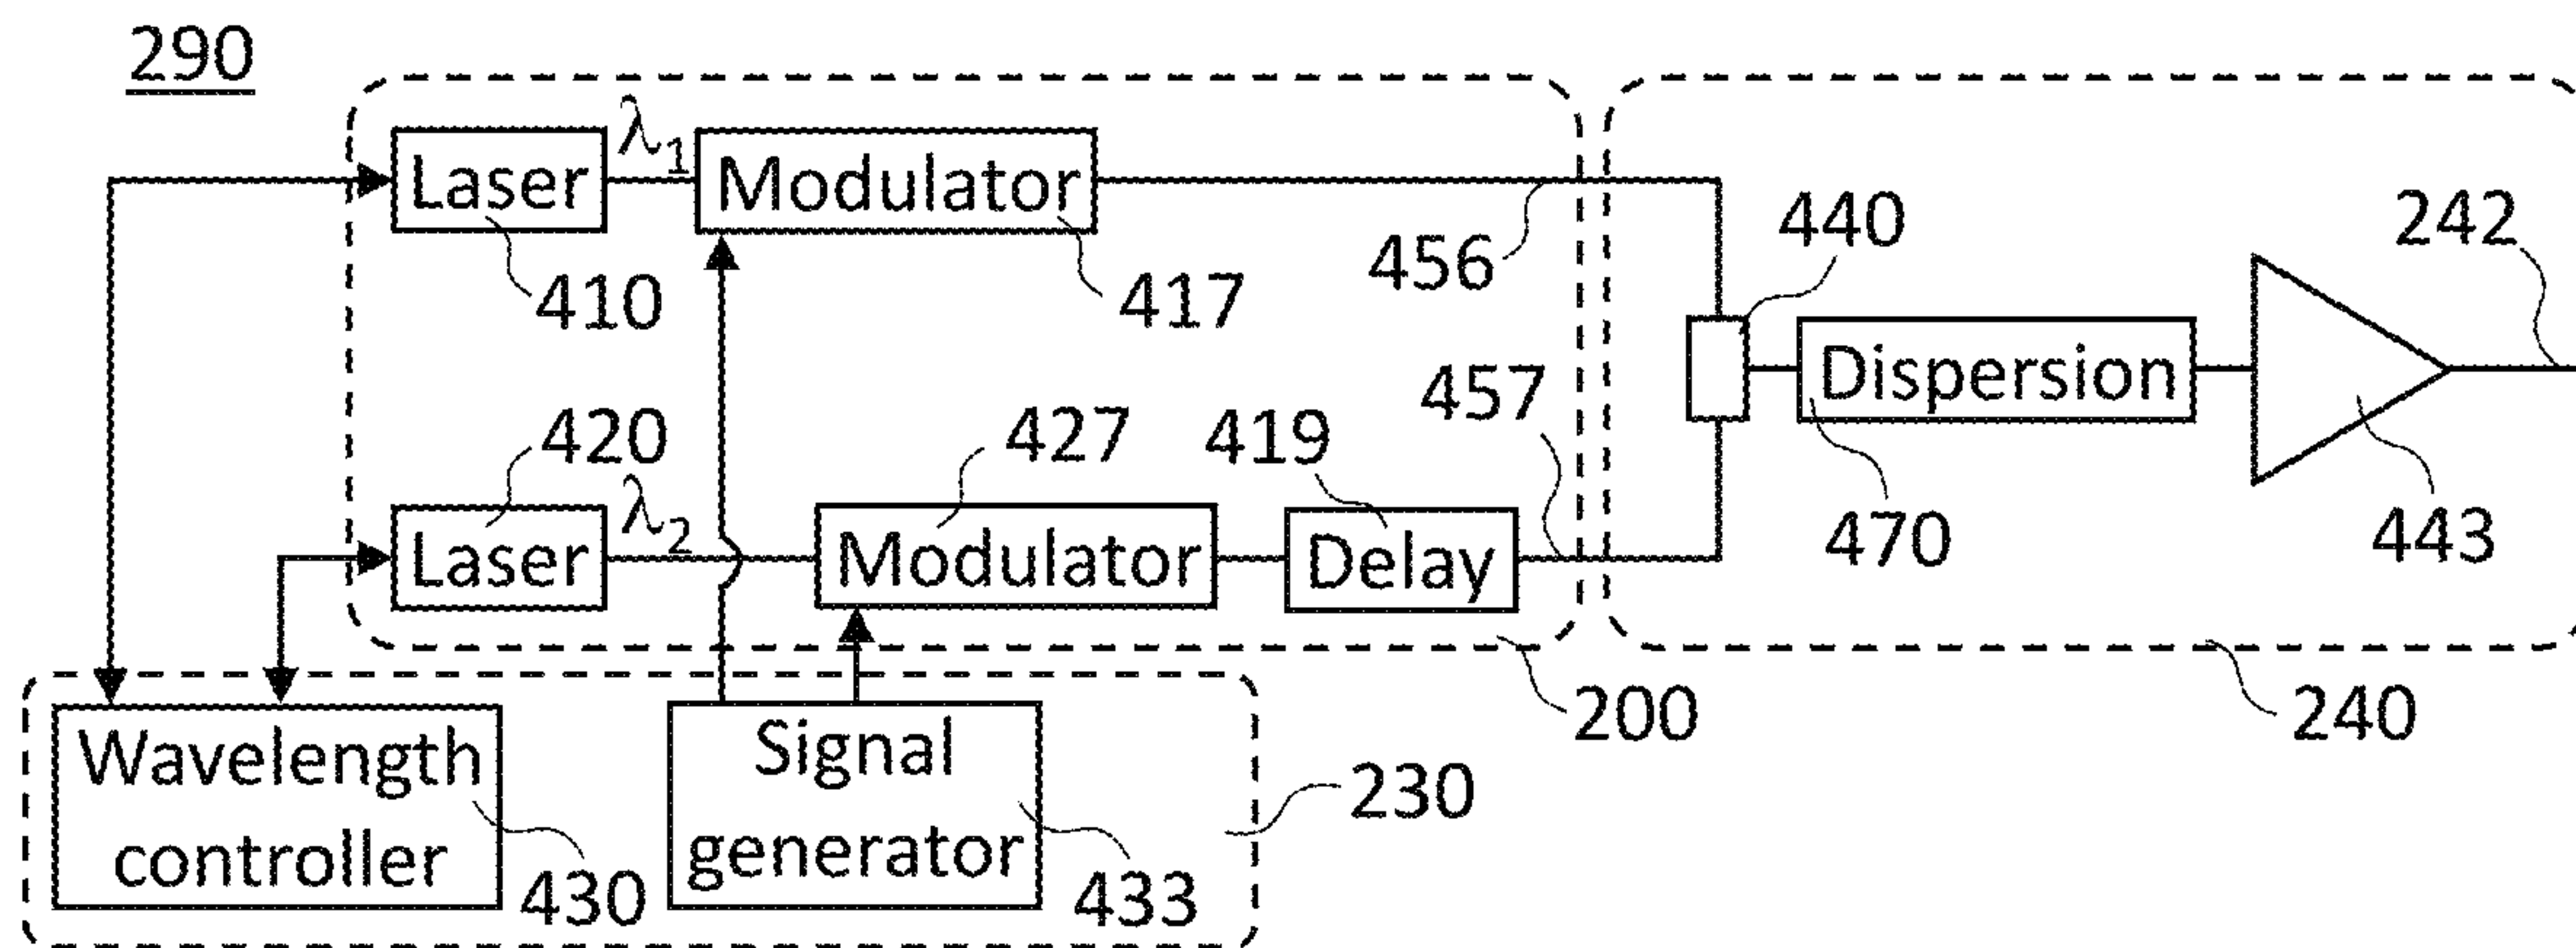 290
Laser
λ1
Modulator
410
417
456
440
242
Dispersion
470
443
420
Laser
λ2
427
Modulator
419
Delay
457
200
240
Wavelength
controller
430
Signal
generator
433
230